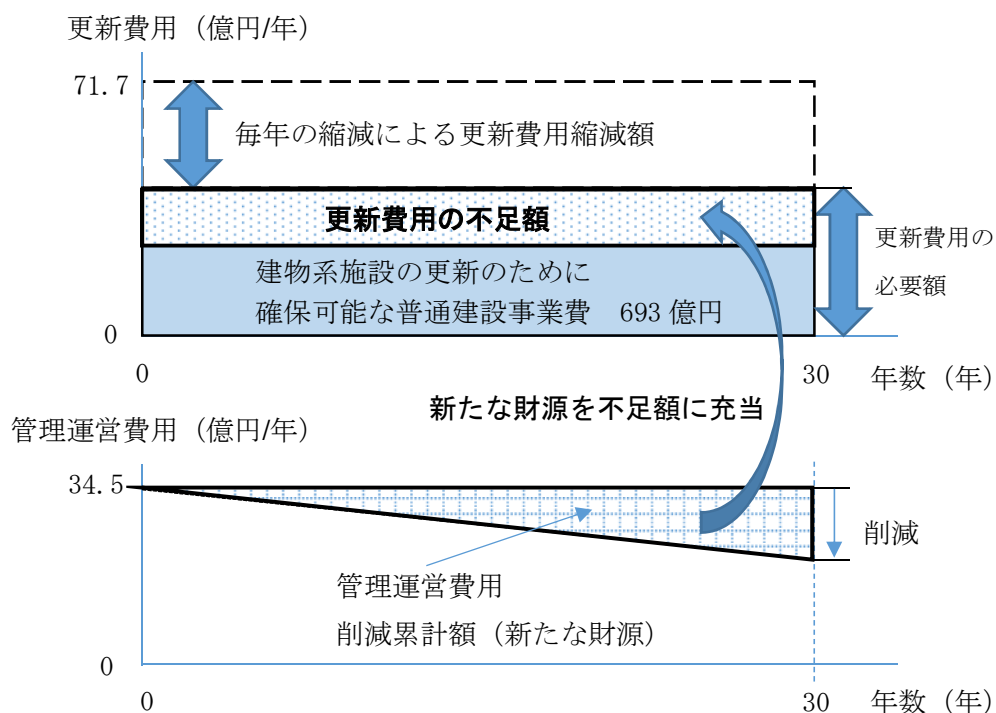 更新費用（億円/年）
71.7
毎年の縮減による更新費用縮減額
更新費用の不足額
建物系施設の更新のために
確保可能な普通建設事業費　693 億円
更新費用の
必要額
0
0
30
年数（年）
新たな財源を不足額に充当
管理運営費用（億円/年）
34.5
削減
管理運営費用
削減累計額（新たな財源）
0
0
30
年数（年）